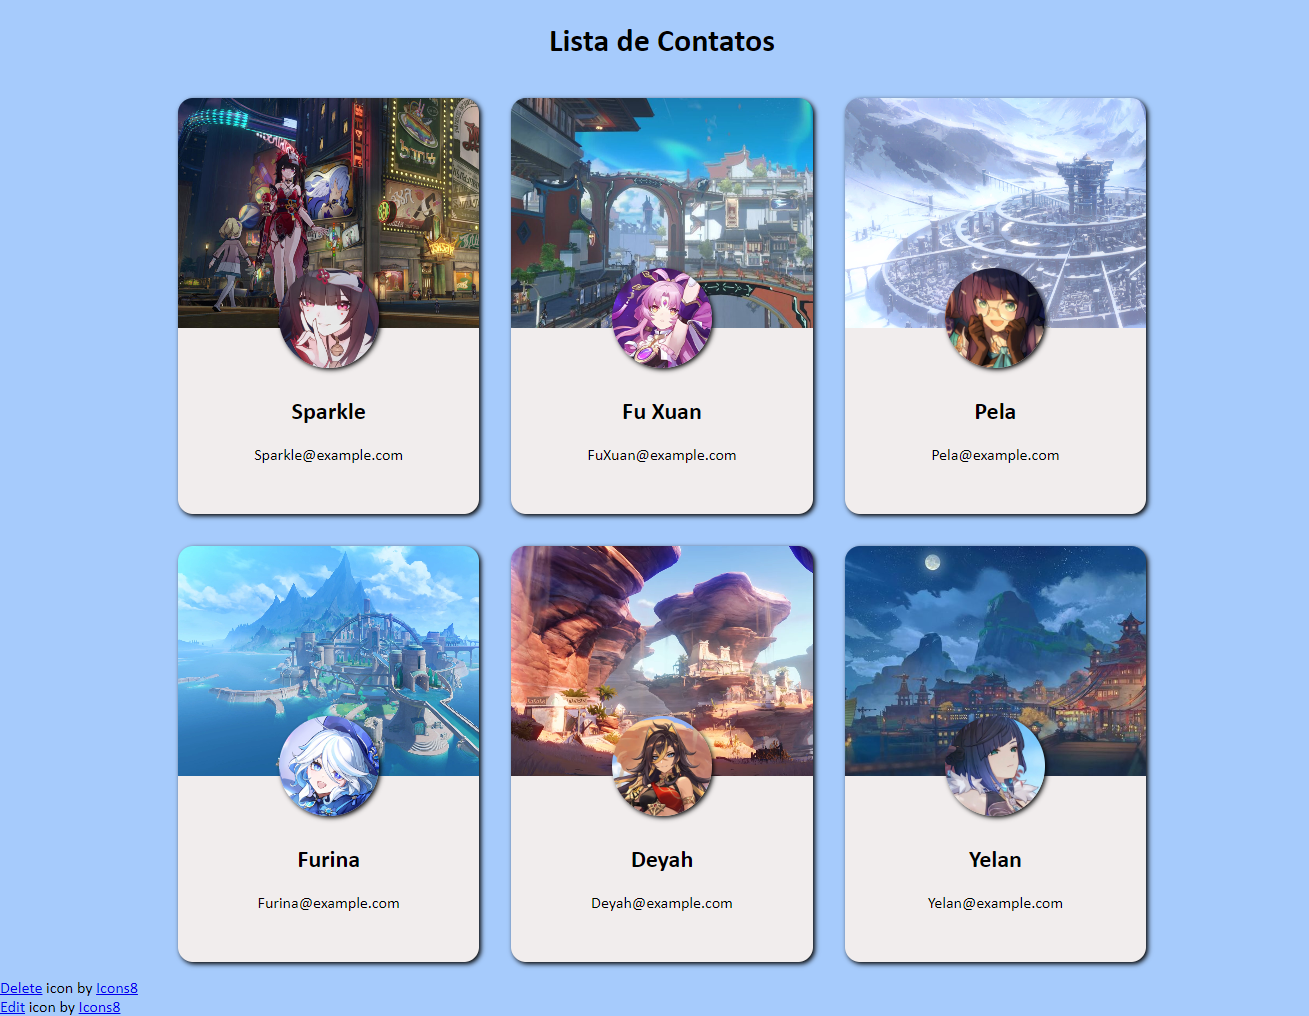 Lista de Contatos
Sparkle
Sparkle@example.com
Fu Xuan
FuXuan@example.com
Pela
Pela@example.com
Furina
Furina@example.com
Deyah
Deyah@example.com
Yelan
Yelan@example.com
Delete icon by Icons8
Edit icon by Icons8